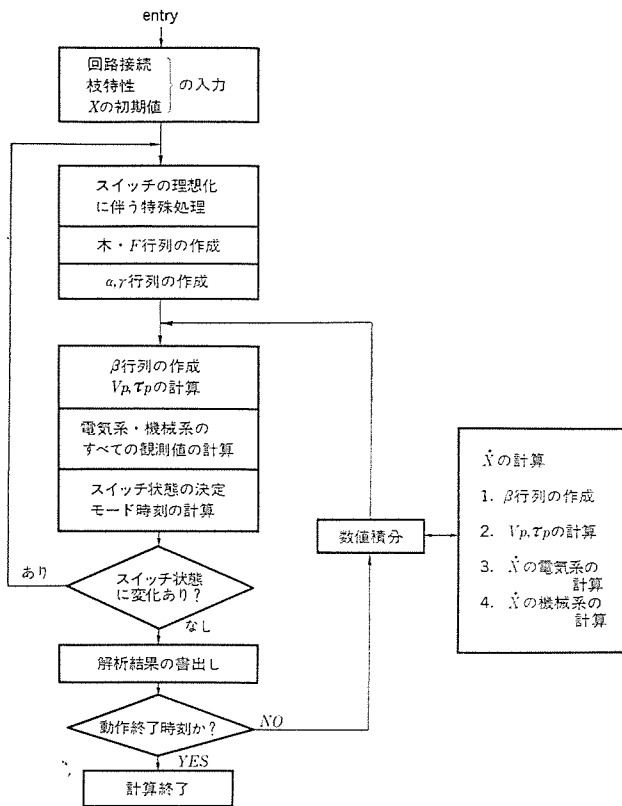 entry
回路接続
枝特性
Xの初期値
の入力
スイッチの理想化
に伴う特殊処理
木・F行列の作成
α,γ行列の作成
β行列の作成
Vp,τpの計算
電気系・機械系の
すべての観測値の計算
スイッチ状態の決定
モード時刻の計算
あり
スイッチ状態
に変化あり?
なし
解析結果の書出し
動作終了時刻か?
NO
YES
計算終了
数値積分
Ẋの計算
1. β行列の作成
2. Vp,τpの計算
3. Ẋの電気系の
計算
4. Ẋの機械系の
計算